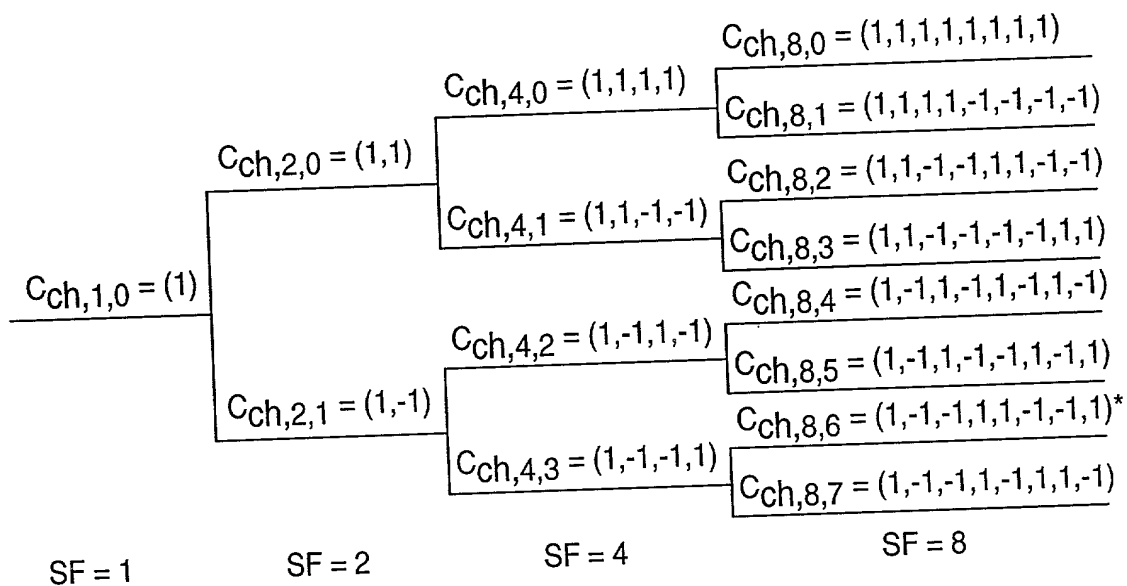 Cch,8,0 = (1,1,1,1,1,1,1,1)
Cch,4,0 = (1,1,1,1)
Cch,8,1 = (1,1,1,1,-1,-1,-1,-1)
Cch,2,0 = (1,1)
Cch,8,2 = (1,1,-1,-1,1,1,-1,-1)
Cch,4,1 = (1,1,-1,-1)
Cch,8,3 = (1,1,-1,-1,-1,-1,1,1)
Cch,1,0 = (1)
Cch,8,4 = (1,-1,1,-1,1,-1,1,-1)
Cch,4,2 = (1,-1,1,-1)
Cch,8,5 = (1,-1,1,-1,-1,1,-1,1)
Cch,2,1 = (1,-1)
Cch,8,6 = (1,-1,-1,1,1,-1,-1,1)*
Cch,4,3 = (1,-1,-1,1)
Cch,8,7 = (1,-1,-1,1,-1,1,1,-1)
SF = 1
SF = 2
SF = 4
SF = 8